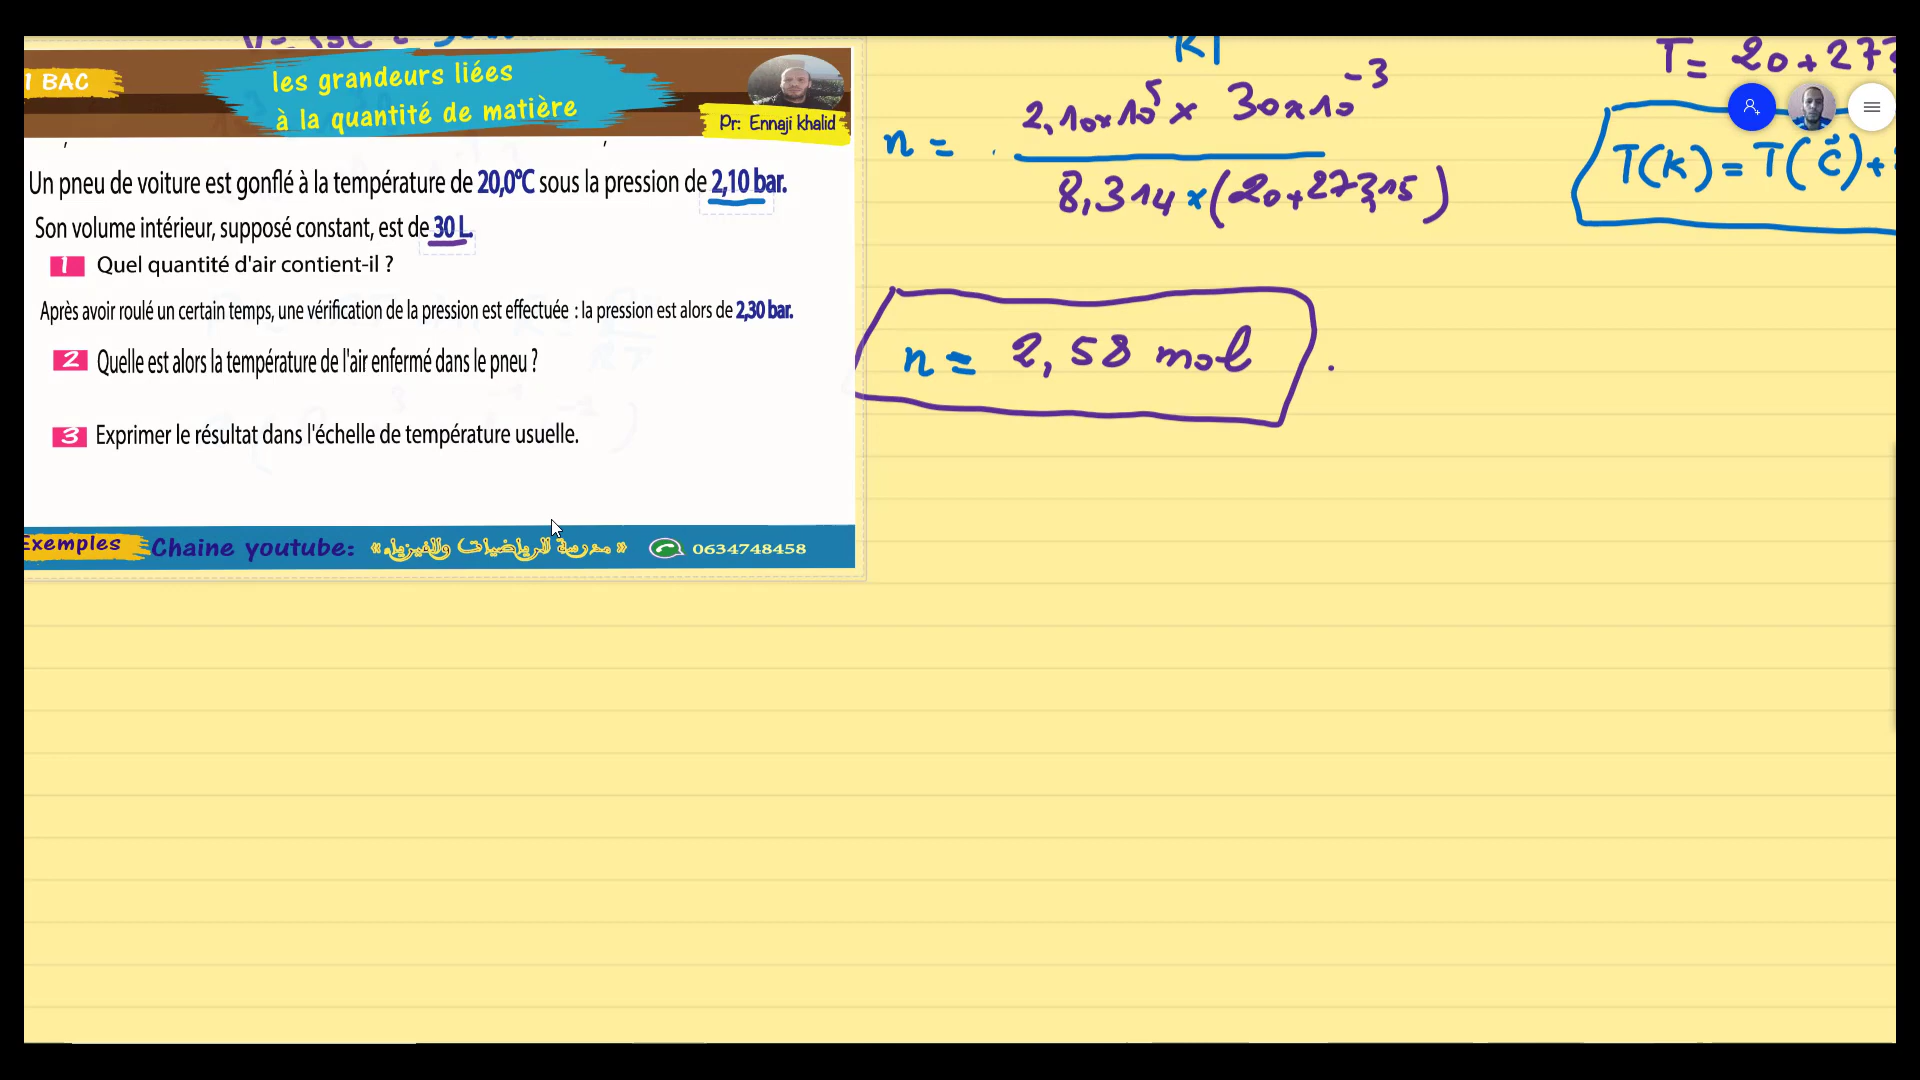 1 BAC
les grandeurs liées
à la quantité de matière
Pr: Ennaji khalid
Un pneu de voiture est gonflé à la température de 20,0°C sous la pression de 2,10 bar.
Son volume intérieur, supposé constant, est de 30 L.
1 Quel quantité d'air contient-il ?
Après avoir roulé un certain temps, une vérification de la pression est effectuée : la pression est alors de 2,30 bar.
2 Quelle est alors la température de l'air enfermé dans le pneu ?
3 Exprimer le résultat dans l'échelle de température usuelle.
Exemples
Chaine youtube: « مدرسة الرياضيات والفيزياء » 0634748458
RT
n = 2,10x10^5 x 30x10^-3
8,314 x (20+273,15)
n = 2,58 mol .
T = 20+273
T(K) = T(°C) +